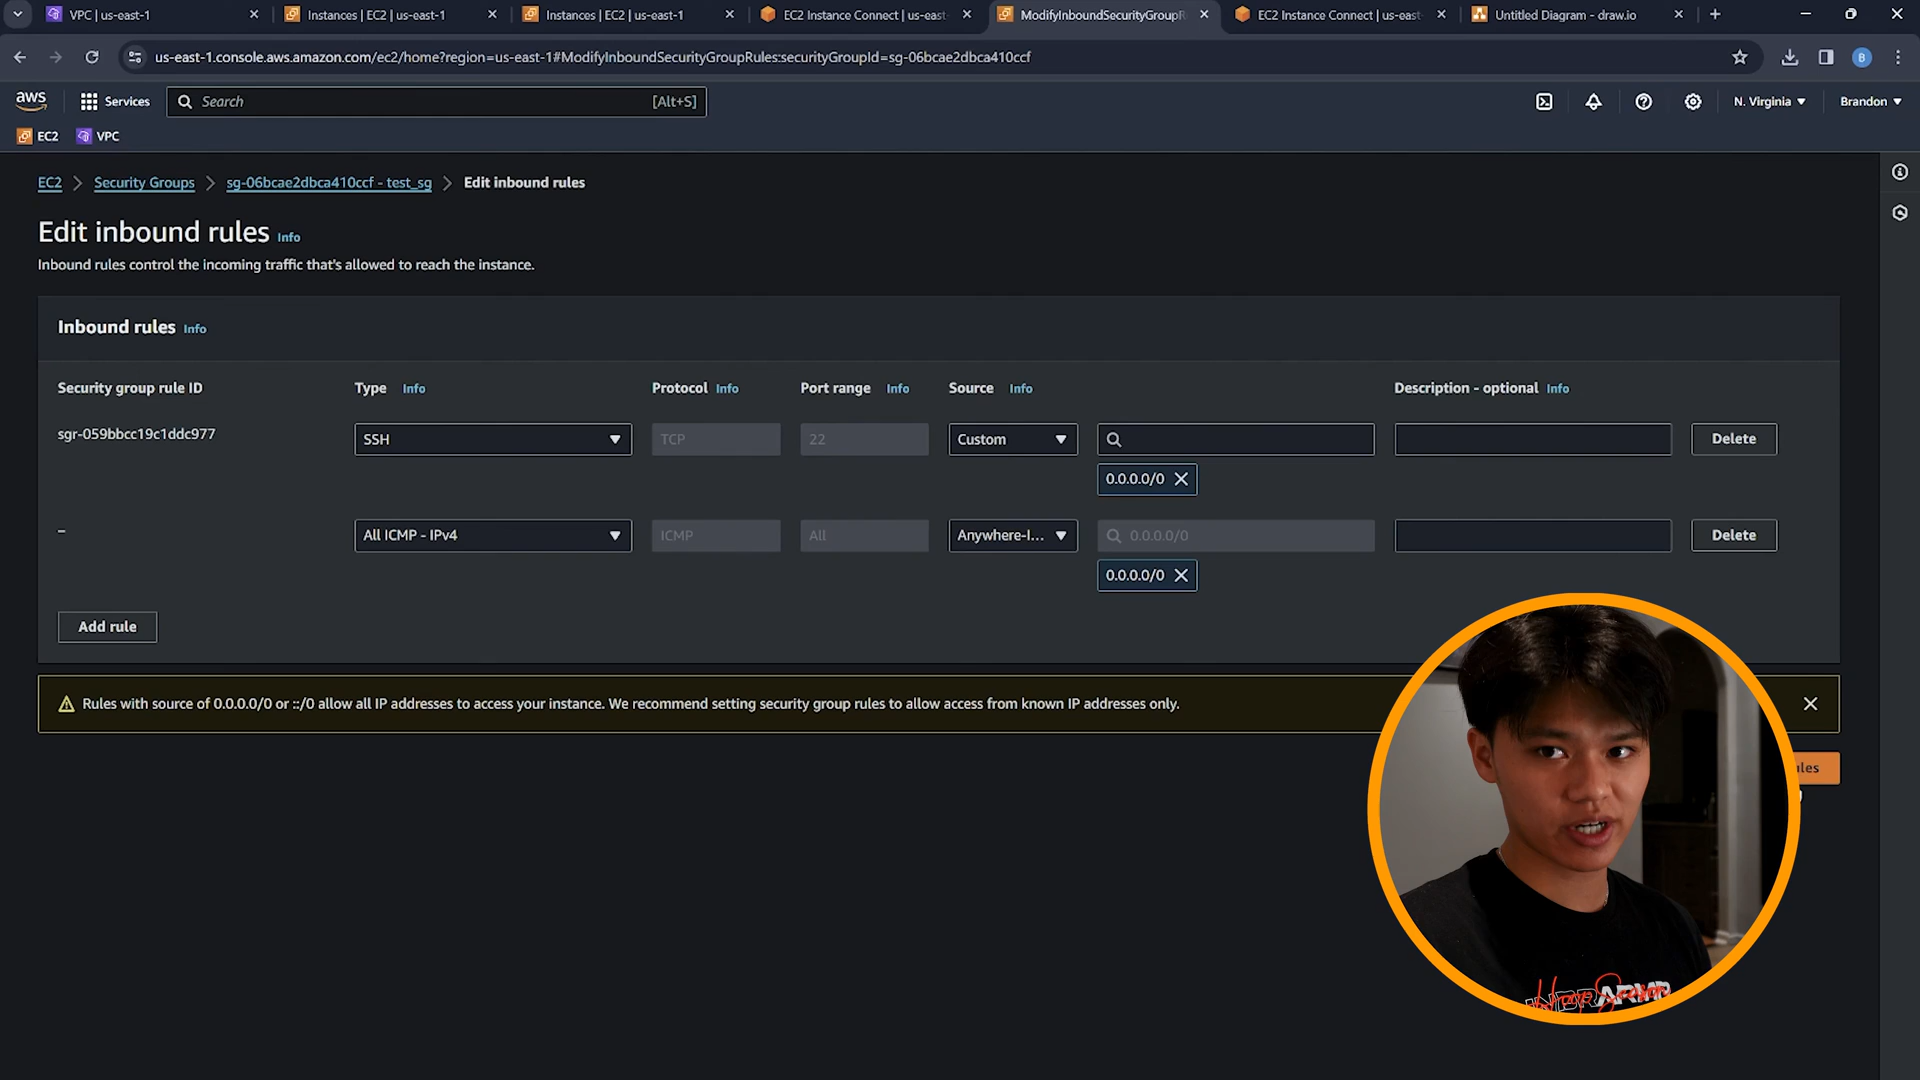 VPC | us-east-1
Instances | EC2 | us-east-1
Instances | EC2 | us-east-1
EC2 Instance Connect | us-east-
ModifyInboundSecurityGroupR
EC2 Instance Connect | us-east-
Untitled Diagram - draw.io
us-east-1.console.aws.amazon.com/ec2/home?region=us-east-1#ModifyInboundSecurityGroupRules:securityGroupId=sg-06bcae2dbca410ccf
B
aws
Services
Search
[Alt+S]
N. Virginia
Brandon
EC2
VPC
EC2
Security Groups
sg-06bcae2dbca410ccf - test_sg
Edit inbound rules
Edit inbound rules Info
Inbound rules control the incoming traffic that's allowed to reach the instance.
Inbound rules Info
Security group rule ID
Type Info
Protocol Info
Port range Info
Source Info
Description - optional Info
sgr-059bbcc19c1ddc977
SSH
TCP
22
Custom
Delete
0.0.0.0/0
–
All ICMP - IPv4
ICMP
All
Anywhere-I...
0.0.0.0/0
Delete
0.0.0.0/0
Add rule
Rules with source of 0.0.0.0/0 or ::/0 allow all IP addresses to access your instance. We recommend setting security group rules to allow access from known IP addresses only.